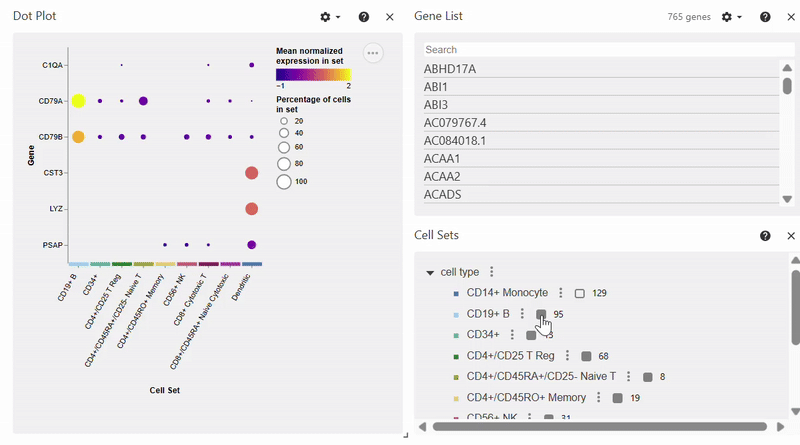 Dot Plot
Gene List
765 genes
Search
ABHD17A
ABI1
ABI3
AC079767.4
AC084018.1
ACAA1
ACAA2
ACADS
Gene
C1QA
CD79A
CD79B
CST3
LYZ
PSAP
CD19+ B
CD34+
CD4+/CD25 T Reg
CD4+/CD45RA+/CD25- Naive T
CD4+/CD45RO+ Memory
CD56+ NK
CD8+ Cytotoxic T
CD8+/CD45RA+ Naive Cytotoxic
Dendritic
Cell Set
Mean normalized
expression in set
−1 2
Percentage of cells
in set
20
40
60
80
100
Cell Sets
cell type
CD14+ Monocyte 129
CD19+ B 95
CD34+
CD4+/CD25 T Reg 68
CD4+/CD45RA+/CD25- Naive T 8
CD4+/CD45RO+ Memory 19
CD56+ NK 31